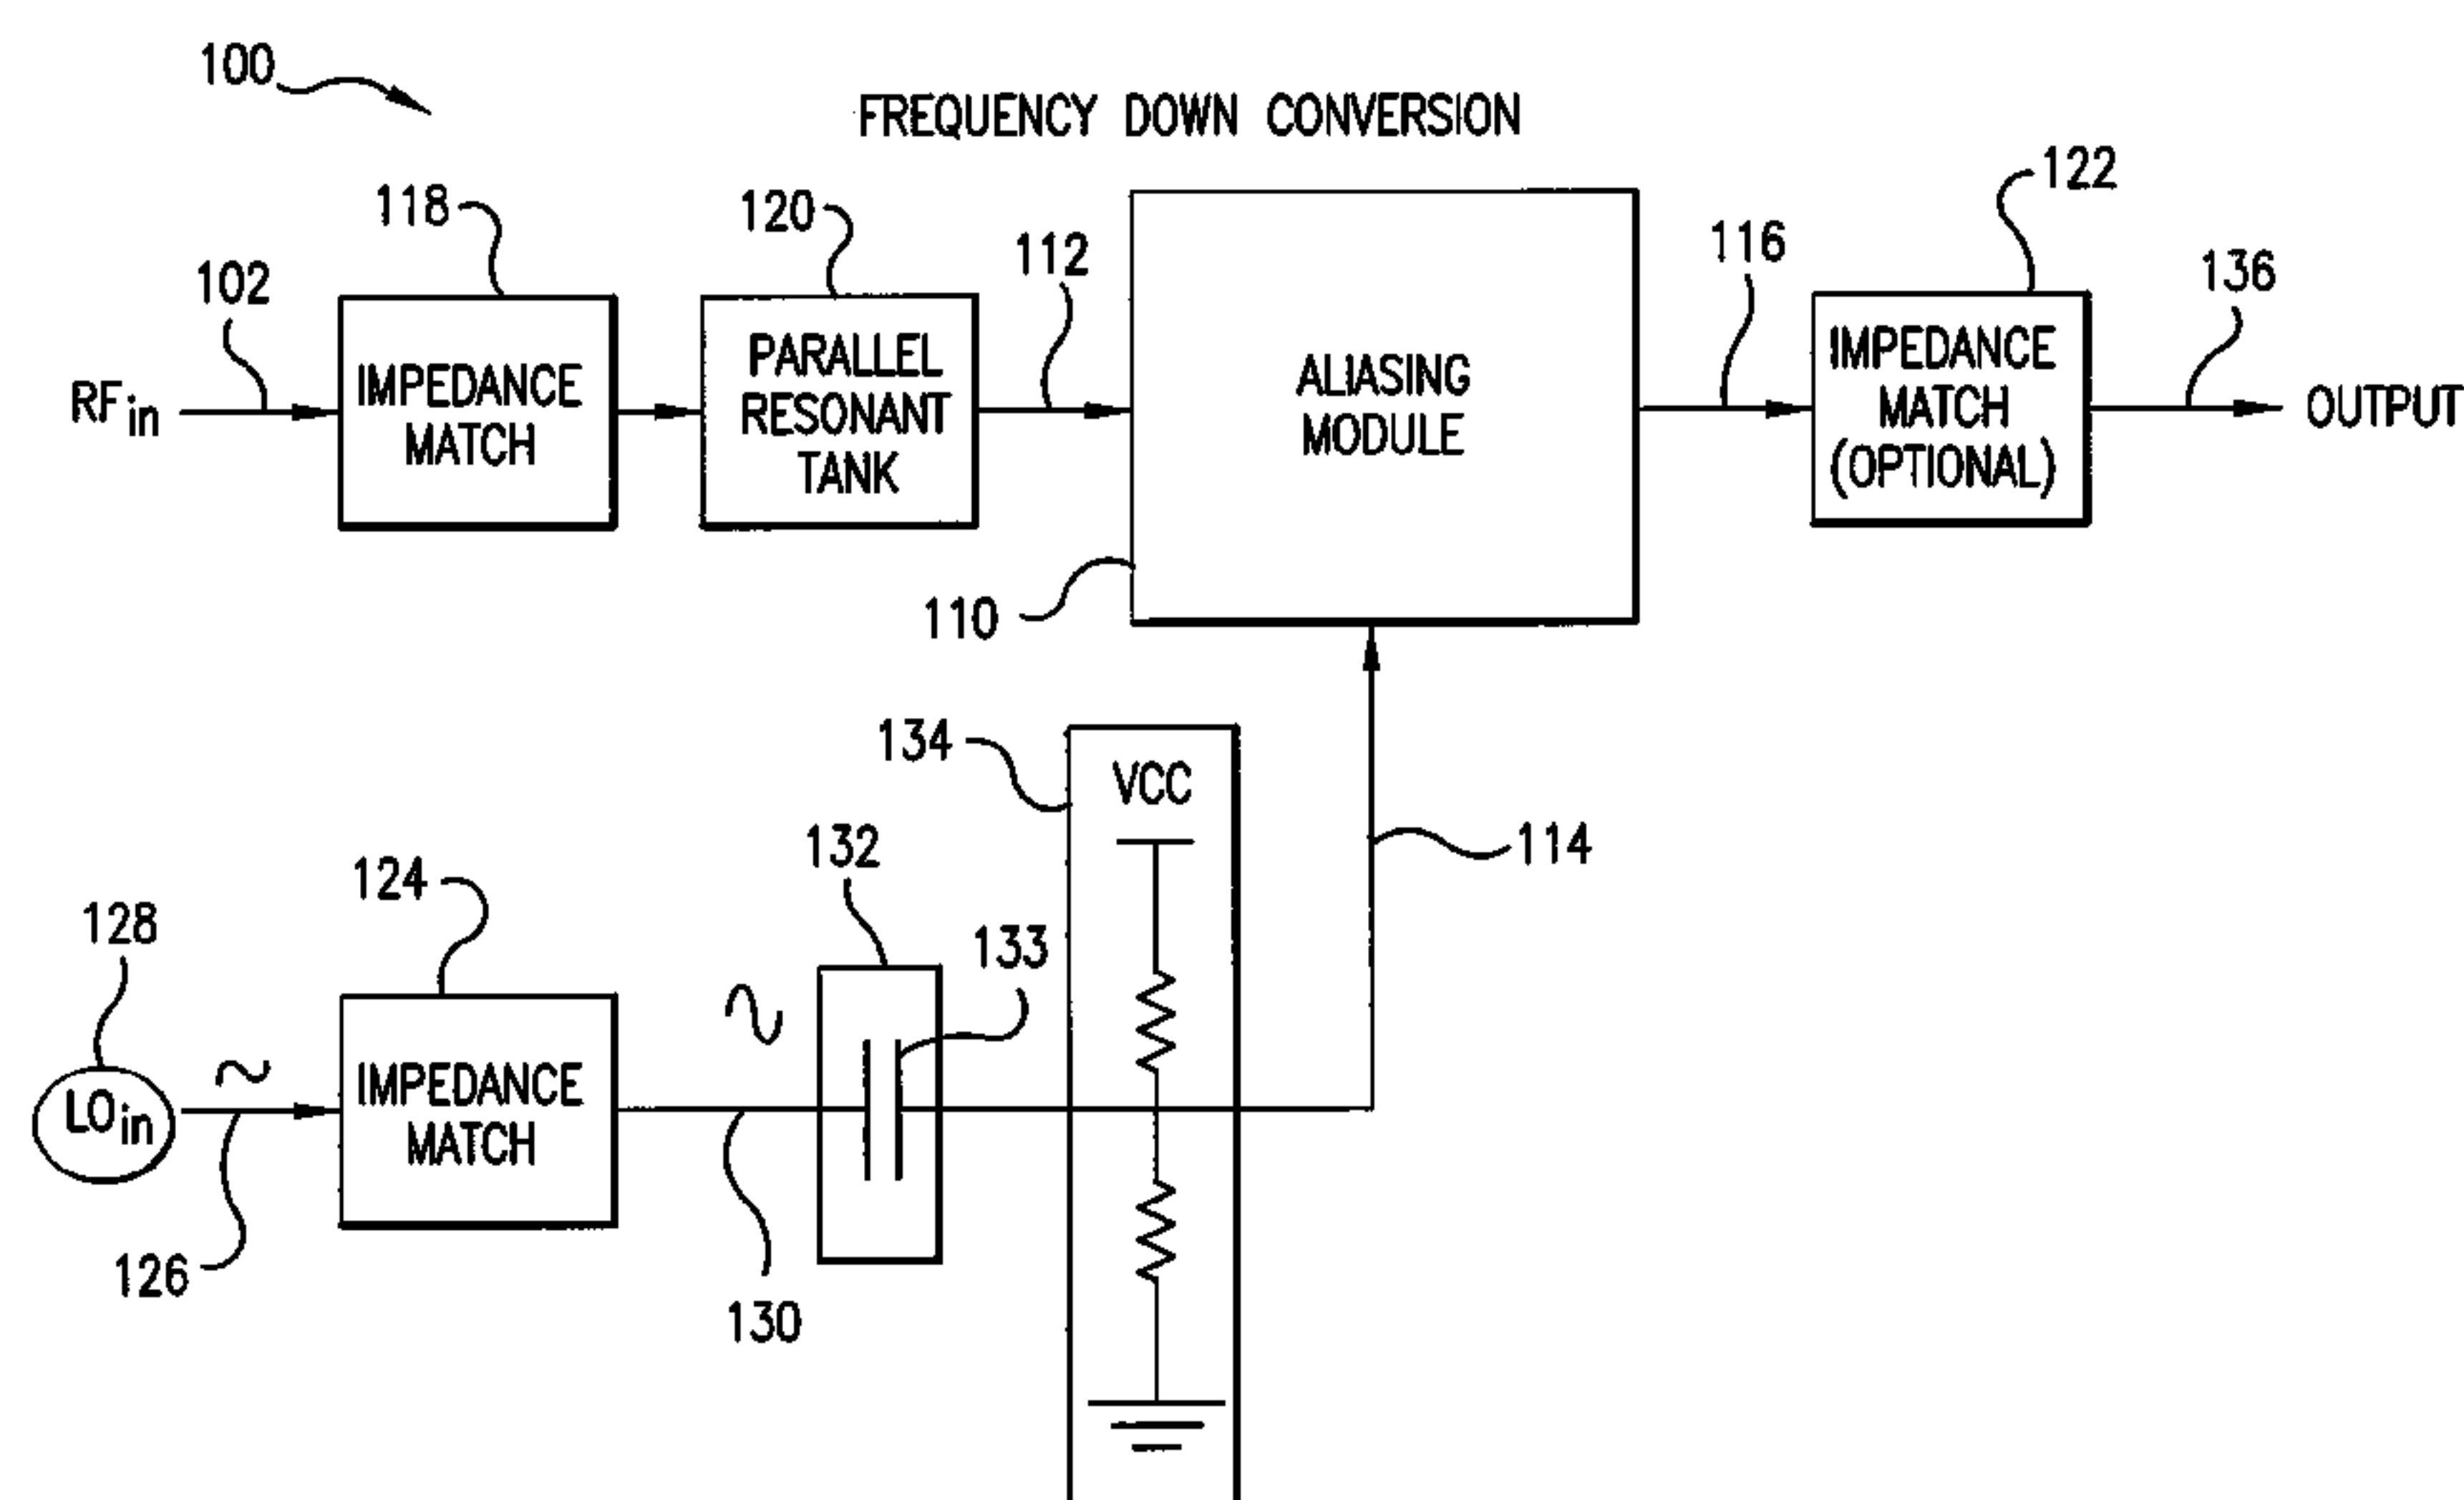 100
FREQUENCY DOWN CONVERSION
122
118
120
112
116
136
102
RFin
IMPEDANCE
MATCH
PARALLEL
RESONANT
TANK
ALIASING
MODULE
IMPEDANCE
MATCH
(OPTIONAL)
OUTPUT
110
134
VCC
132
114
124
133
128
LOin
IMPEDANCE
MATCH
126
130